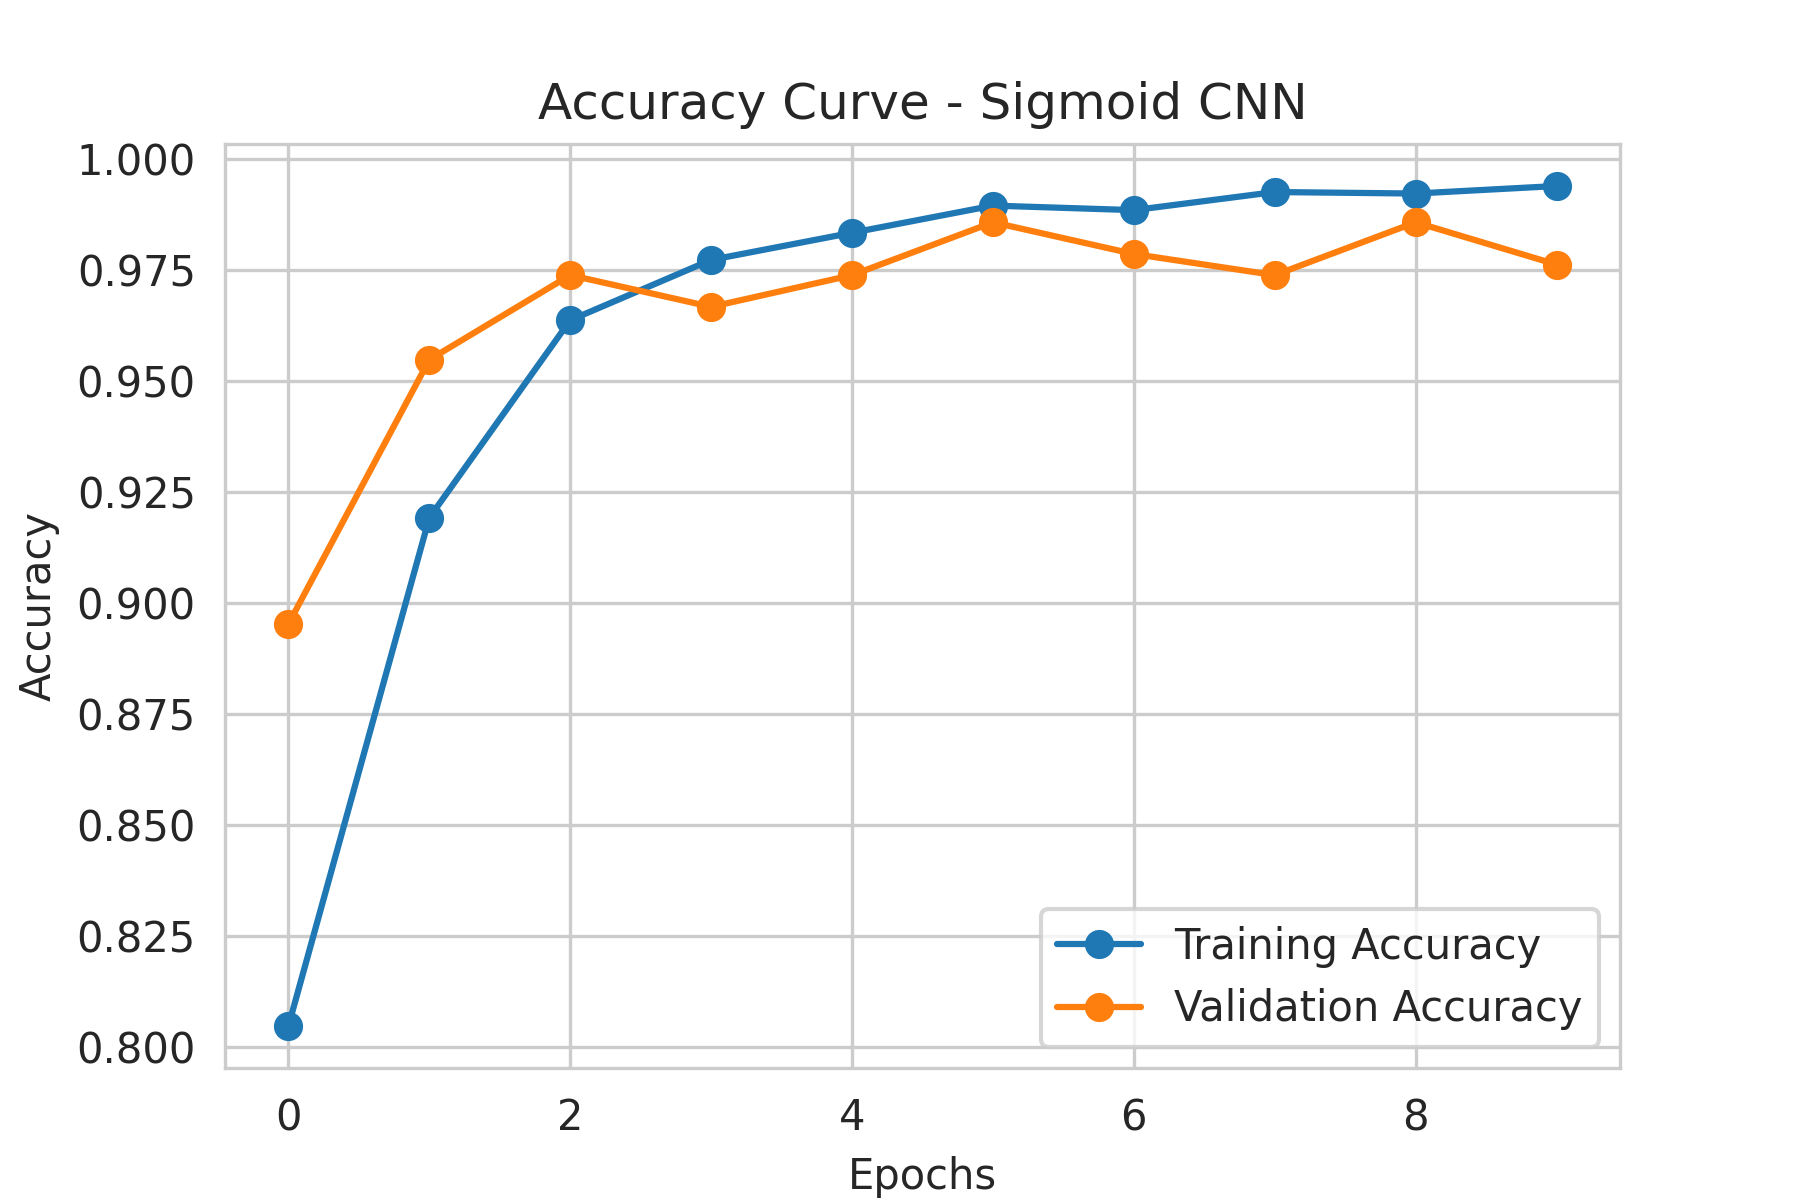 Accuracy Curve - Sigmoid CNN
1.000
0.975
0.950
0.925
0.900
0.875
0.850
0.825
0.800
Accuracy
Training Accuracy
Validation Accuracy
0 2 4 6 8
Epochs